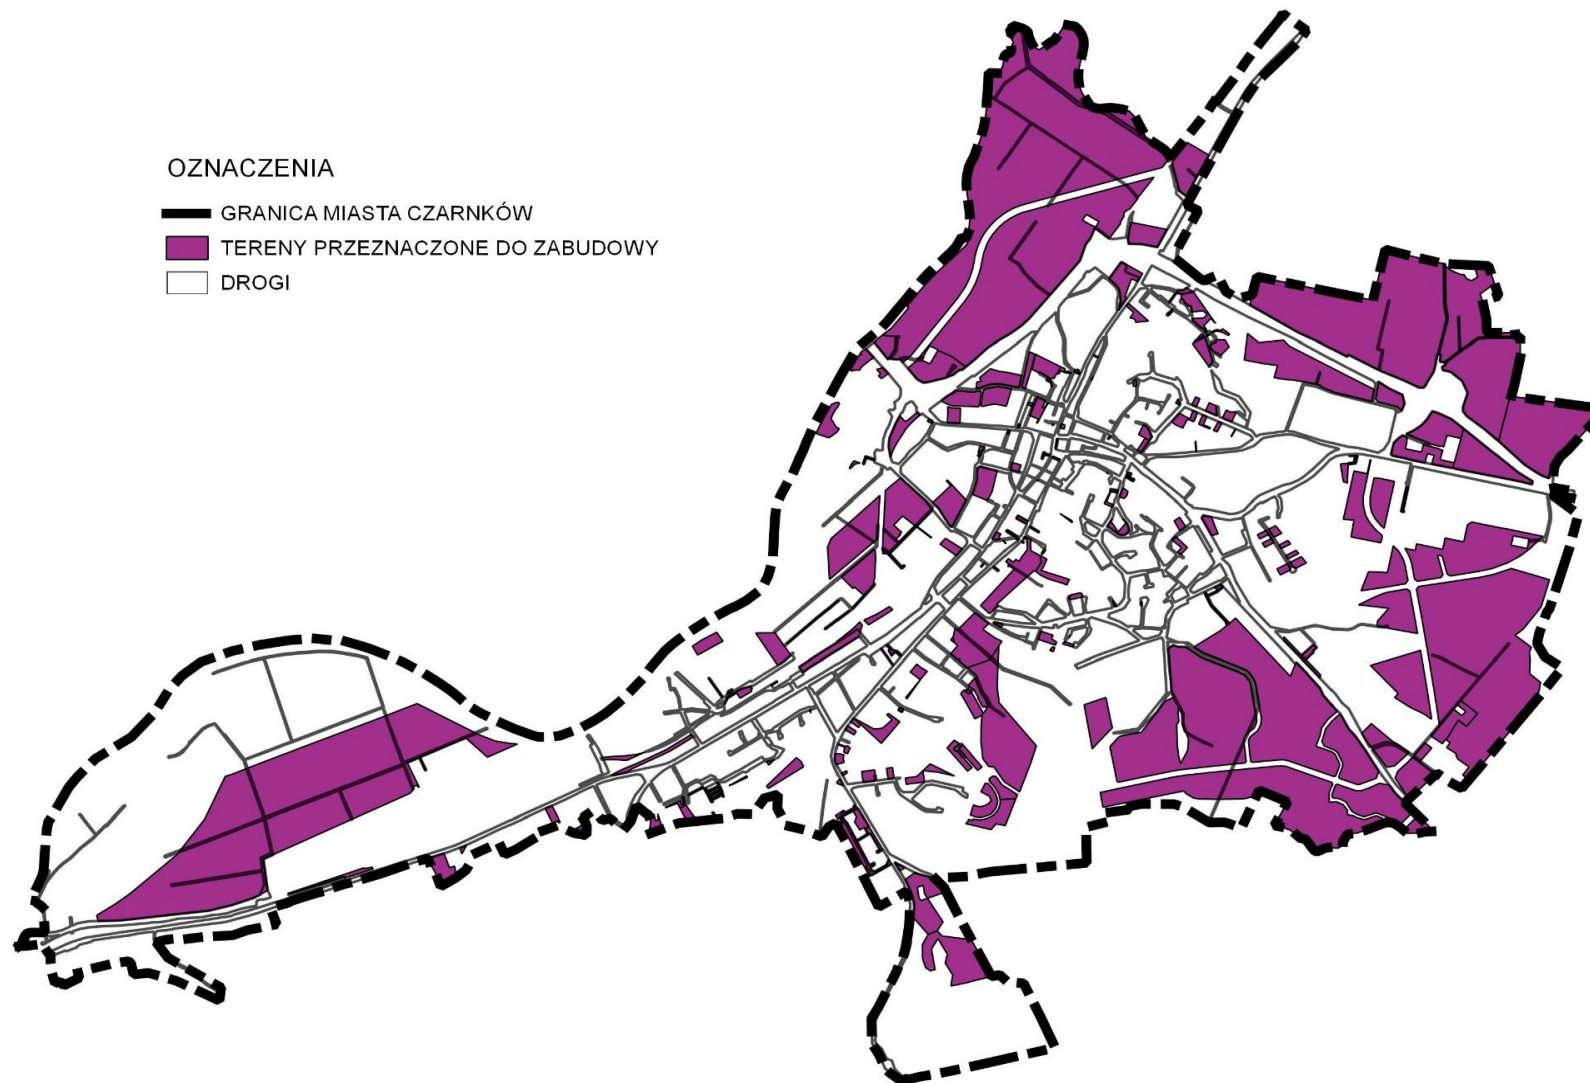 OZNACZENIA
GRANICA MIASTA CZARNKÓW
TERENY PRZEZNACZONE DO ZABUDOWY
DROGI